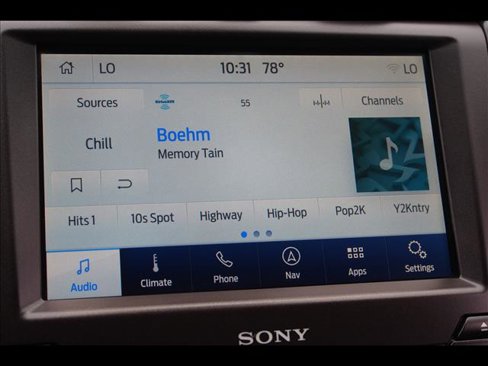 LO 10:31 78° LO
Sources 55 Channels
Chill Boehm
Memory Tain
Hits 1 10s Spot Highway Hip-Hop Pop2K Y2Kntry
Audio Climate Phone Nav Apps Settings
SONY